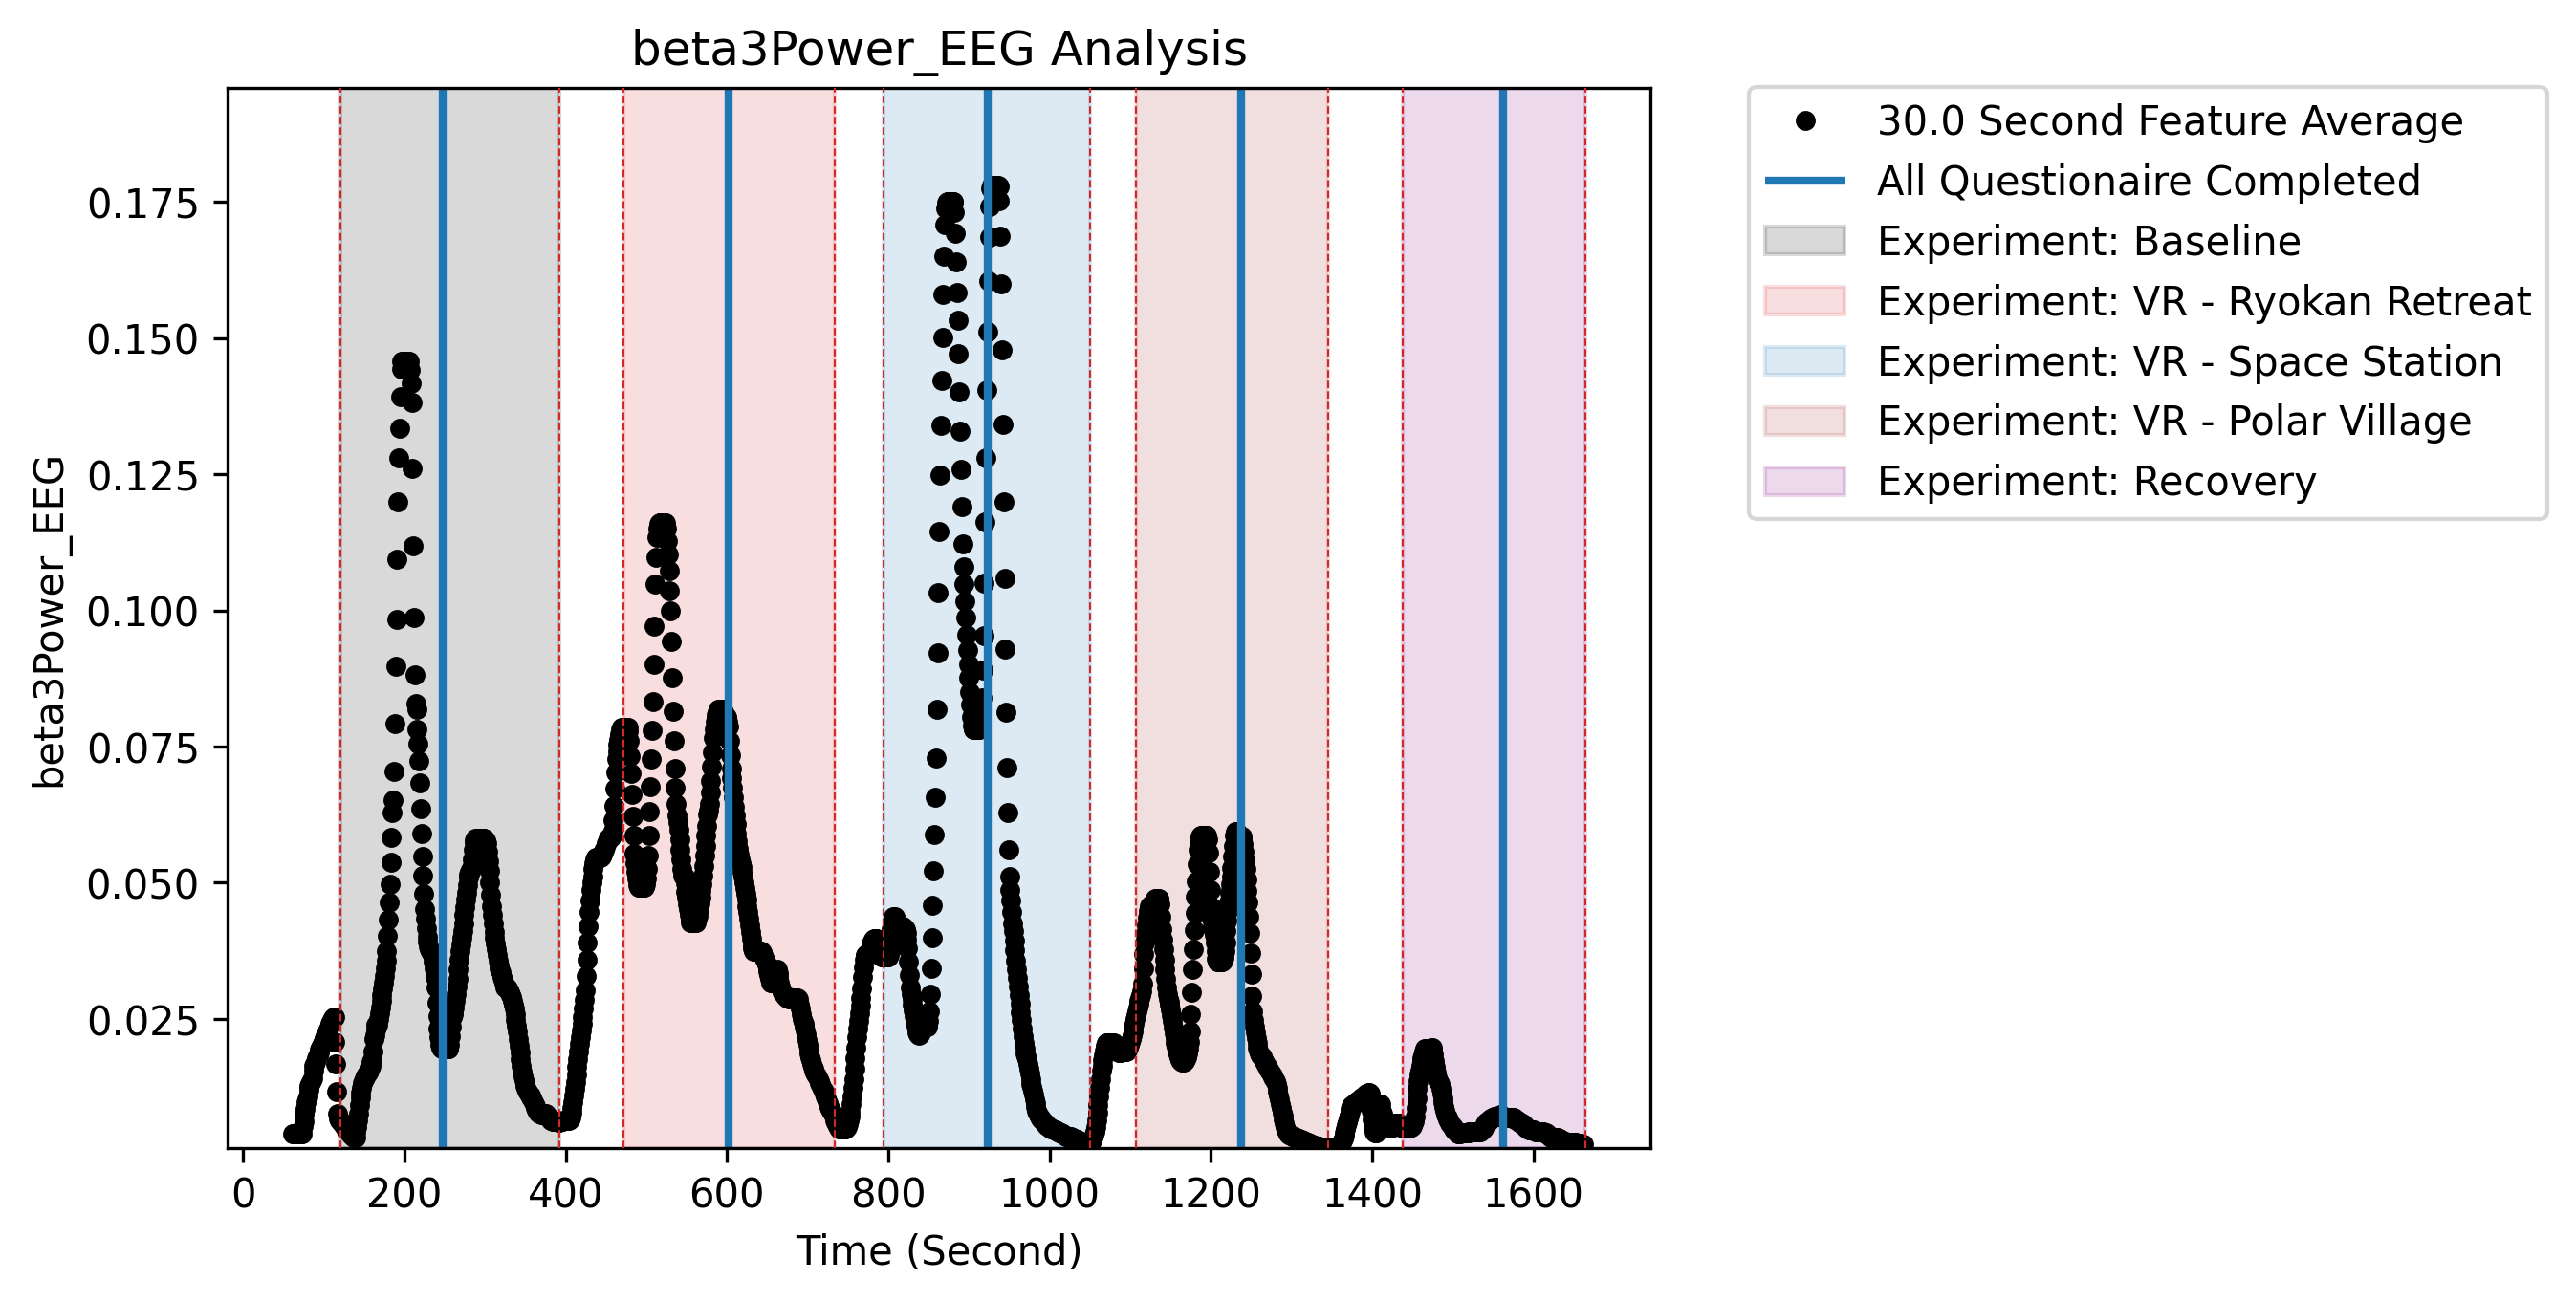 beta3Power_EEG Analysis
0.175
0.150
0.125
0.100
0.075
0.050
0.025
beta3Power_EEG
0 200 400 600 800 1000 1200 1400 1600
Time (Second)
30.0 Second Feature Average
All Questionaire Completed
Experiment: Baseline
Experiment: VR - Ryokan Retreat
Experiment: VR - Space Station
Experiment: VR - Polar Village
Experiment: Recovery